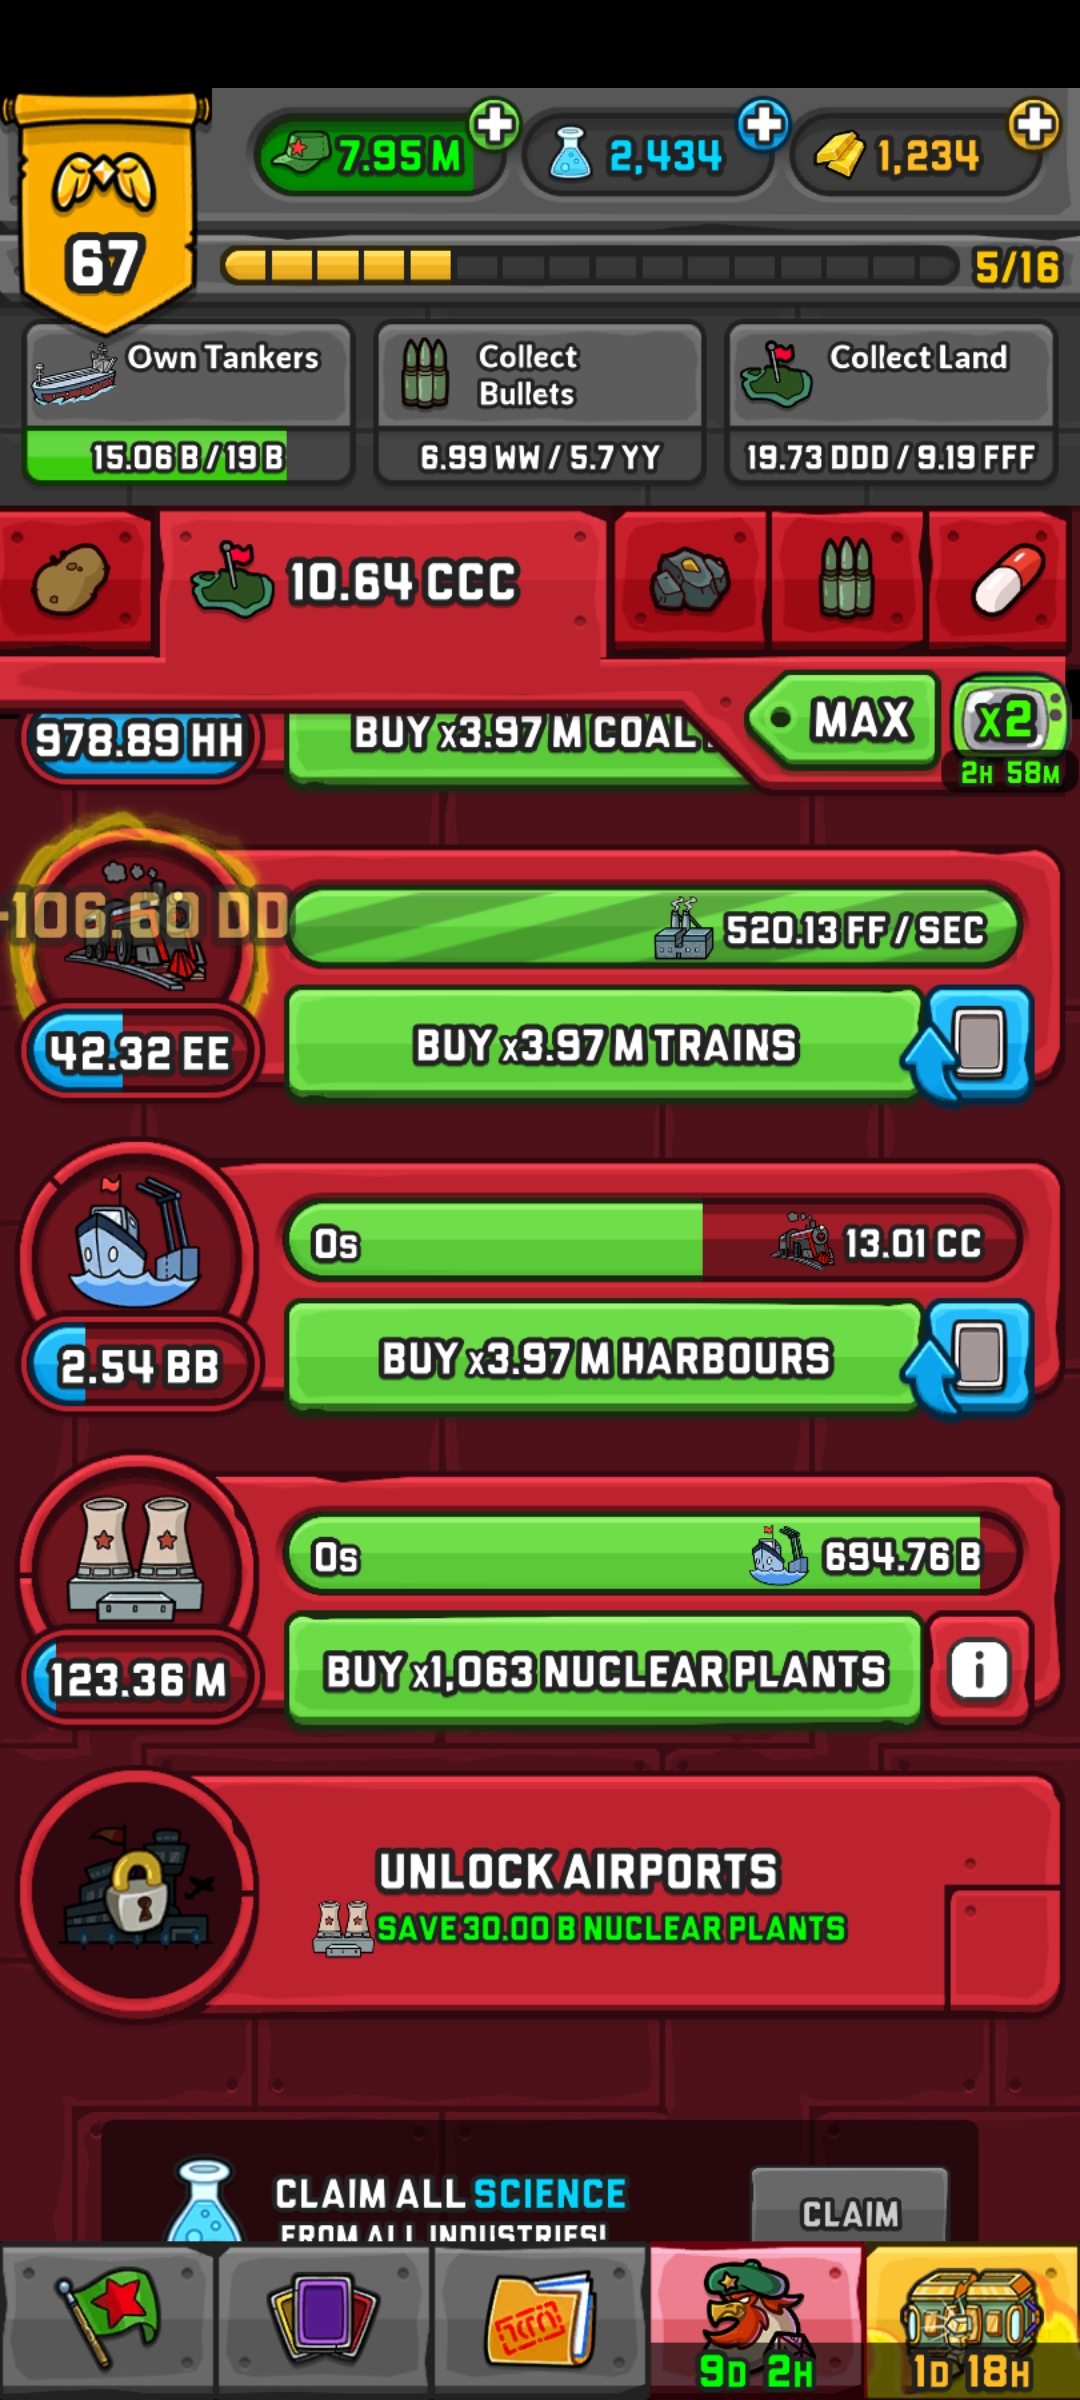 7.95 M
2,434
1,234
67
5/16
Own Tankers
15.06 B / 19 B
Collect
Bullets
6.99 WW / 5.7 YY
Collect Land
19.73 DDD / 9.19 FFF
10.64 CCC
MAX
x2
2H 58M
978.89 HH
BUY x3.97 M COAL
-106.60 DD
520.13 FF / SEC
42.32 EE
BUY x3.97 M TRAINS
0s
13.01 CC
2.54 BB
BUY x3.97 M HARBOURS
0s
694.76 B
123.36 M
BUY x1,063 NUCLEAR PLANTS
i
UNLOCK AIRPORTS
SAVE 30.00 B NUCLEAR PLANTS
CLAIM ALL SCIENCE
FROM ALL INDUSTRIES!
CLAIM
9D 2H
1D 18H